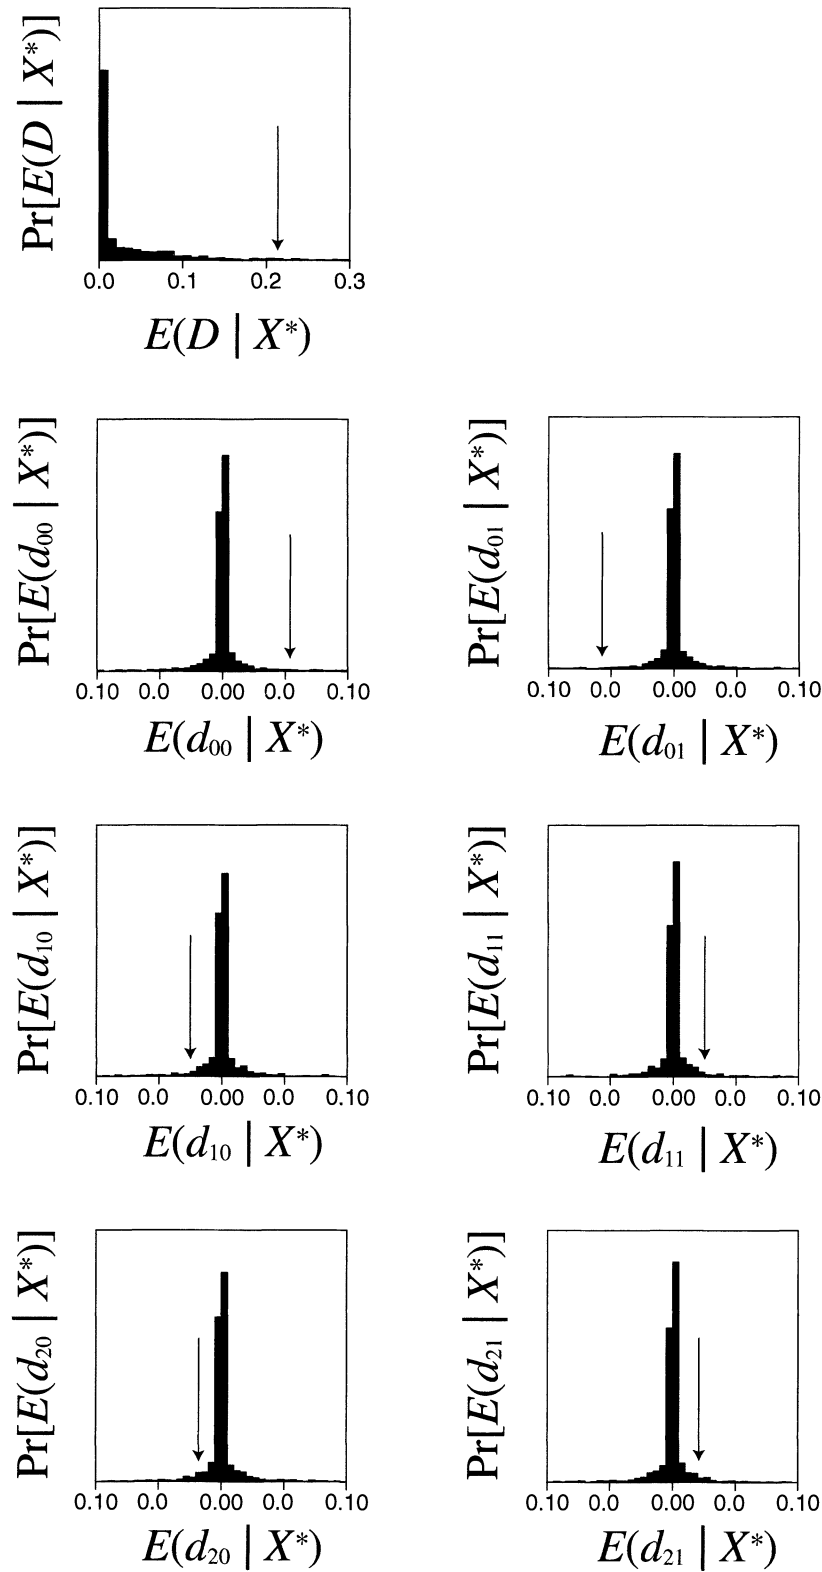 Pr[E(D | X*)]
0.0 0.1 0.2 0.3
E(D | X*)
Pr[E(d₀₀ | X*)]
0.10 0.0 0.00 0.0 0.10
E(d₀₀ | X*)
Pr[E(d₀₁ | X*)]
0.10 0.0 0.00 0.0 0.10
E(d₀₁ | X*)
Pr[E(d₁₀ | X*)]
0.10 0.0 0.00 0.0 0.10
E(d₁₀ | X*)
Pr[E(d₁₁ | X*)]
0.10 0.0 0.00 0.0 0.10
E(d₁₁ | X*)
Pr[E(d₂₀ | X*)]
0.10 0.0 0.00 0.0 0.10
E(d₂₀ | X*)
Pr[E(d₂₁ | X*)]
0.10 0.0 0.00 0.0 0.10
E(d₂₁ | X*)